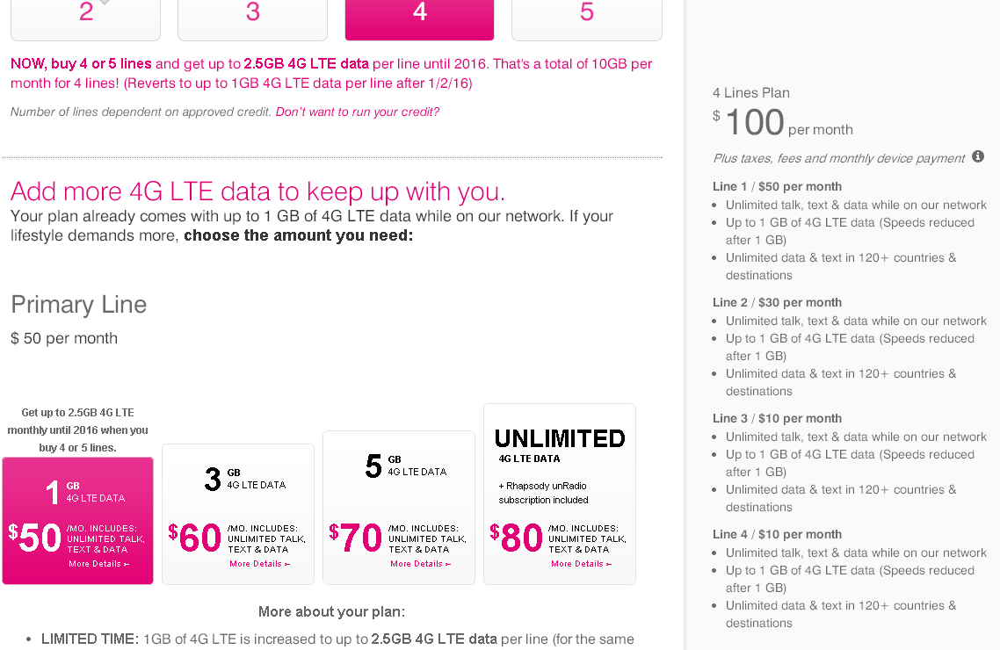 2
3
4
5
NOW, buy 4 or 5 lines and get up to 2.5GB 4G LTE data per line until 2016. That's a total of 10GB per
month for 4 lines! (Reverts to up to 1GB 4G LTE data per line after 1/2/16)
Number of lines dependent on approved credit. Don't want to run your credit?
Add more 4G LTE data to keep up with you.
Your plan already comes with up to 1 GB of 4G LTE data while on our network. If your
lifestyle demands more, choose the amount you need:
Primary Line
$ 50 per month
Get up to 2.5GB 4G LTE
monthly until 2016 when you
buy 4 or 5 lines.
1 GB
4G LTE DATA
$50 /MO. INCLUDES:
UNLIMITED TALK,
TEXT & DATA
More Details ➛
3 GB
4G LTE DATA
$60 /MO. INCLUDES:
UNLIMITED TALK,
TEXT & DATA
More Details ➛
5 GB
4G LTE DATA
$70 /MO. INCLUDES:
UNLIMITED TALK,
TEXT & DATA
More Details ➛
UNLIMITED
4G LTE DATA
+ Rhapsody unRadio
subscription included
$80 /MO. INCLUDES:
UNLIMITED TALK,
TEXT & DATA
More Details ➛
More about your plan:
• LIMITED TIME: 1GB of 4G LTE is increased to up to 2.5GB 4G LTE data per line (for the same
4 Lines Plan
$ 100 per month
Plus taxes, fees and monthly device payment
Line 1 / $50 per month
• Unlimited talk, text & data while on our network
• Up to 1 GB of 4G LTE data (Speeds reduced
after 1 GB)
• Unlimited data & text in 120+ countries &
destinations
Line 2 / $30 per month
• Unlimited talk, text & data while on our network
• Up to 1 GB of 4G LTE data (Speeds reduced
after 1 GB)
• Unlimited data & text in 120+ countries &
destinations
Line 3 / $10 per month
• Unlimited talk, text & data while on our network
• Up to 1 GB of 4G LTE data (Speeds reduced
after 1 GB)
• Unlimited data & text in 120+ countries &
destinations
Line 4 / $10 per month
• Unlimited talk, text & data while on our network
• Up to 1 GB of 4G LTE data (Speeds reduced
after 1 GB)
• Unlimited data & text in 120+ countries &
destinations